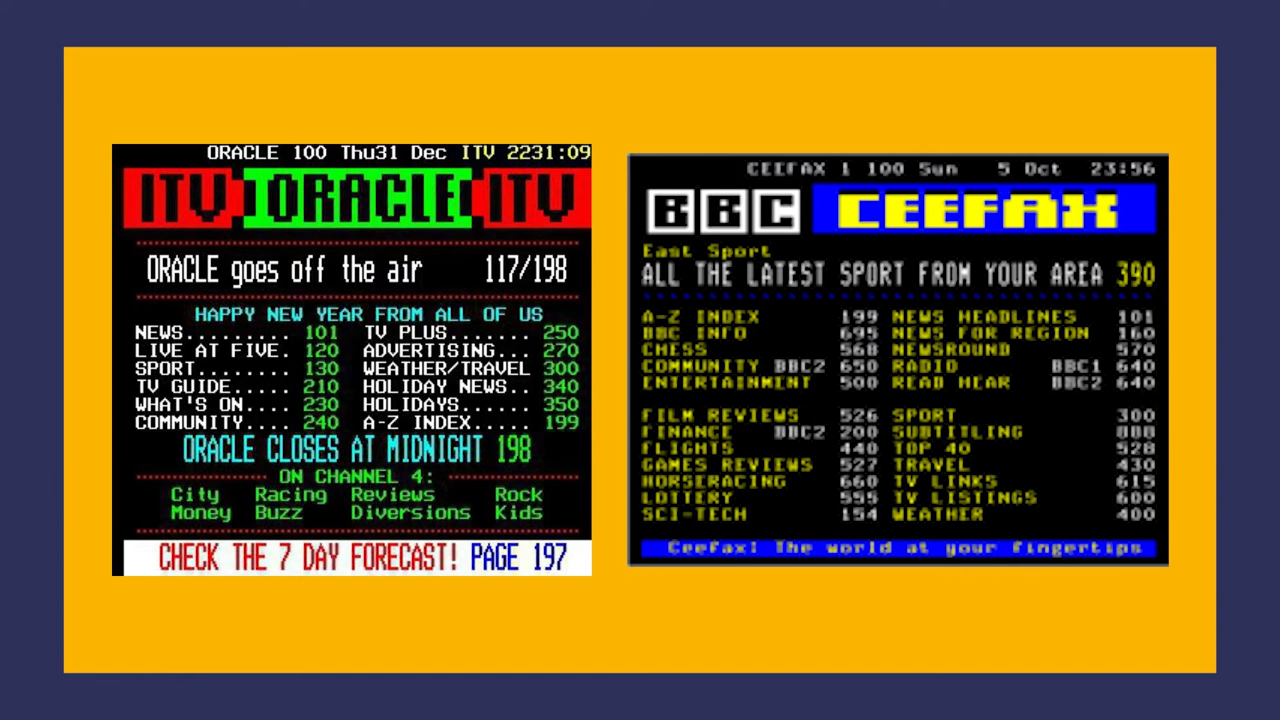 ORACLE 100 Thu31 Dec ITV 2231:09
ITV ORACLE ITV
ORACLE goes off the air 117/198
HAPPY NEW YEAR FROM ALL OF US
NEWS..... 101 TV PLUS....... 250
LIVE AT FIVE. 120 ADVERTISING... 270
SPORT........ 130 WEATHER/TRAVEL 300
TV GUIDE..... 210 HOLIDAY NEWS.. 340
WHAT'S ON.... 230 HOLIDAYS...... 350
COMMUNITY.... 240 A-Z INDEX..... 199
ORACLE CLOSES AT MIDNIGHT 198
ON CHANNEL 4:
City Racing Reviews Rock
Money Buzz Diversions Kids
CHECK THE 7 DAY FORECAST! PAGE 197
CEEFAX 1 100 Sun 5 Oct 23:56
BBC CEEFAX
East Sport
ALL THE LATEST SPORT FROM YOUR AREA 390
A-Z INDEX 199 NEWS HEADLINES 101
BBC INFO 695 NEWS FOR REGION 160
CHESS 568 NEWSROUND 570
COMMUNITY BBC2 650 RADIO BBC1 640
ENTERTAINMENT 500 READ HEAR BBC2 640
FILM REVIEWS 526 SPORT 300
FINANCE BBC2 200 SUBTITLING 888
FLIGHTS 440 TOP 40 528
GAMES REVIEWS 527 TRAVEL 430
HORSERACING 660 TV LINKS 615
LOTTERY 555 TV LISTINGS 600
SCI-TECH 154 WEATHER 400
Ceefax: The world at your fingertips